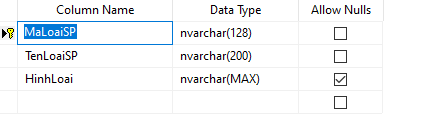 Column Name Data Type Allow Nulls
MaLoaiSP nvarchar(128)
TenLoaiSP nvarchar(200)
HinhLoai nvarchar(MAX)